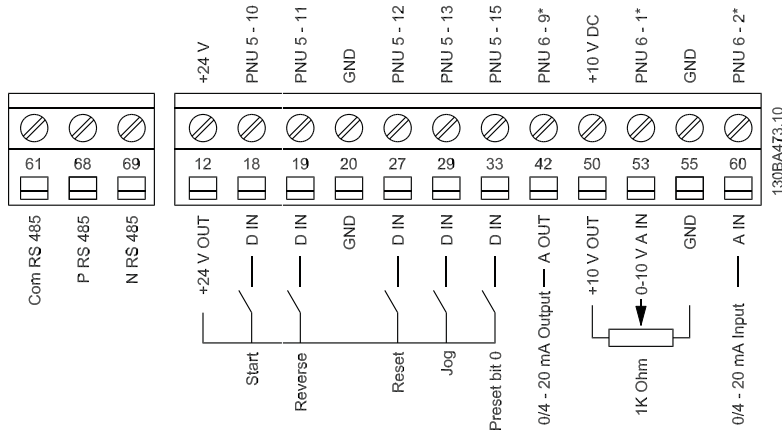 +24 V
PNU 5 - 10
PNU 5 - 11
GND
PNU 5 - 12
PNU 5 - 13
PNU 5 - 15
PNU 6 - 9*
+10 V DC
PNU 6 - 1*
GND
PNU 6 - 2*
61 68 69
12 18 19 20 27 29 33 42 50 53 55 60
130BA473.10
Com RS 485
P RS 485
N RS 485
+24 V OUT
D IN
D IN
GND
D IN
D IN
D IN
0/4 - 20 mA Output — A OUT
+10 V OUT
0-10 V A IN
GND
0/4 - 20 mA Input — A IN
Start
Reverse
Reset
Jog
Preset bit 0
1K Ohm